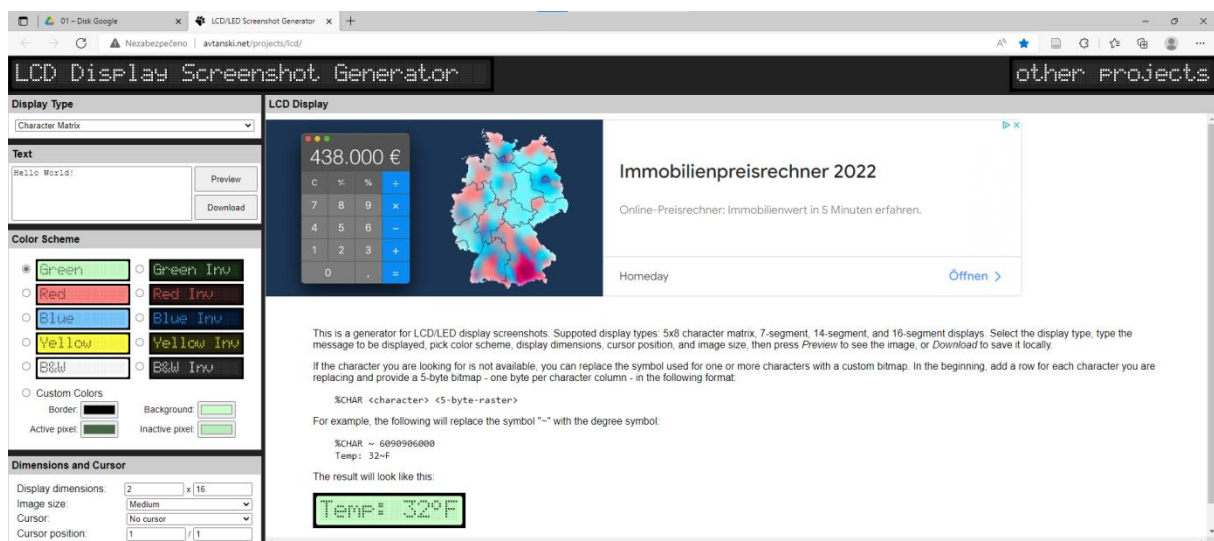 01 – Disk Google
LCD/LED Screenshot Generator
Nezabezpečeno
avtanski.net/projects/lcd/
LCD Display Screenshot Generator
other projects
Display Type
Character Matrix
Text
Hello World!
Preview
Download
Color Scheme
Green
Green Inv
Red
Red Inv
Blue
Blue Inv
Yellow
Yellow Inv
B&W
B&W Inv
Custom Colors
Border:
Background:
Active pixel:
Inactive pixel:
Dimensions and Cursor
Display dimensions:
2 x 16
Image size:
Medium
Cursor:
No cursor
Cursor position:
1 / 1
LCD Display
438.000 €
C % ÷
7 8 9 ×
4 5 6 −
1 2 3 +
0 . =
Immobilienpreisrechner 2022
Online-Preisrechner: Immobilienwert in 5 Minuten erfahren.
Homeday
Öffnen
This is a generator for LCD/LED display screenshots. Suppoted display types: 5x8 character matrix, 7-segment, 14-segment, and 16-segment displays. Select the display type, type the
message to be displayed, pick color scheme, display dimensions, cursor position, and image size, then press Preview to see the image, or Download to save it locally.
If the character you are looking for is not available, you can replace the symbol used for one or more characters with a custom bitmap. In the beginning, add a row for each character you are
replacing and provide a 5-byte bitmap - one byte per character column - in the following format:
%CHAR <character> <5-byte-raster>
For example, the following will replace the symbol "~" with the degree symbol:
%CHAR ~ 6090906000
Temp: 32~F
The result will look like this:
Temp: 32°F